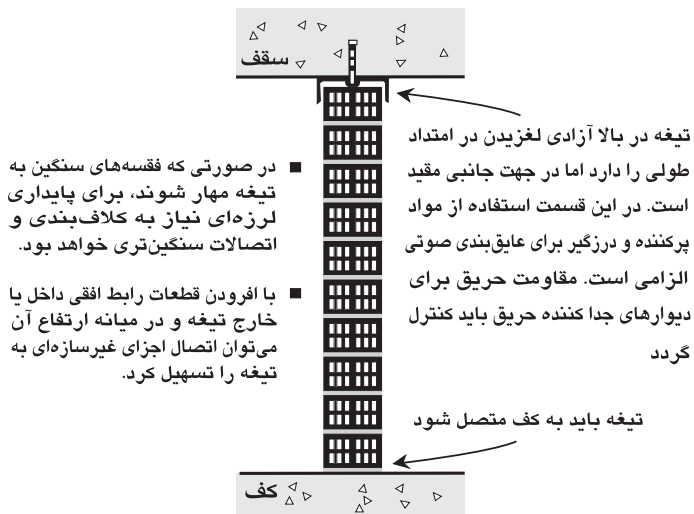 سقف
تیغه در بالا آزادی لغزیدن در امتداد
طولی را دارد اما در جهت جانبی مقید
است. در این قسمت استفاده از مواد
پرکننده و درزگیر برای عایق‌بندی صوتی
الزامی است. مقاومت حریق برای
دیوارهای جدا کننده حریق باید کنترل
گردد
■ در صورتی که قفسه‌های سنگین به
تیغه مهار شوند، برای پایداری
لرزه‌ای نیاز به کلاف‌بندی و
اتصالات سنگین‌تری خواهد بود.
■ با افرودن قطعات رابط افقی داخل یا
خارج تیغه و در میانه ارتفاع آن
می‌توان اتصال اجزای غیرسازه‌ای به
تیغه را تسهیل کرد.
تیغه باید به کف متصل شود
کف